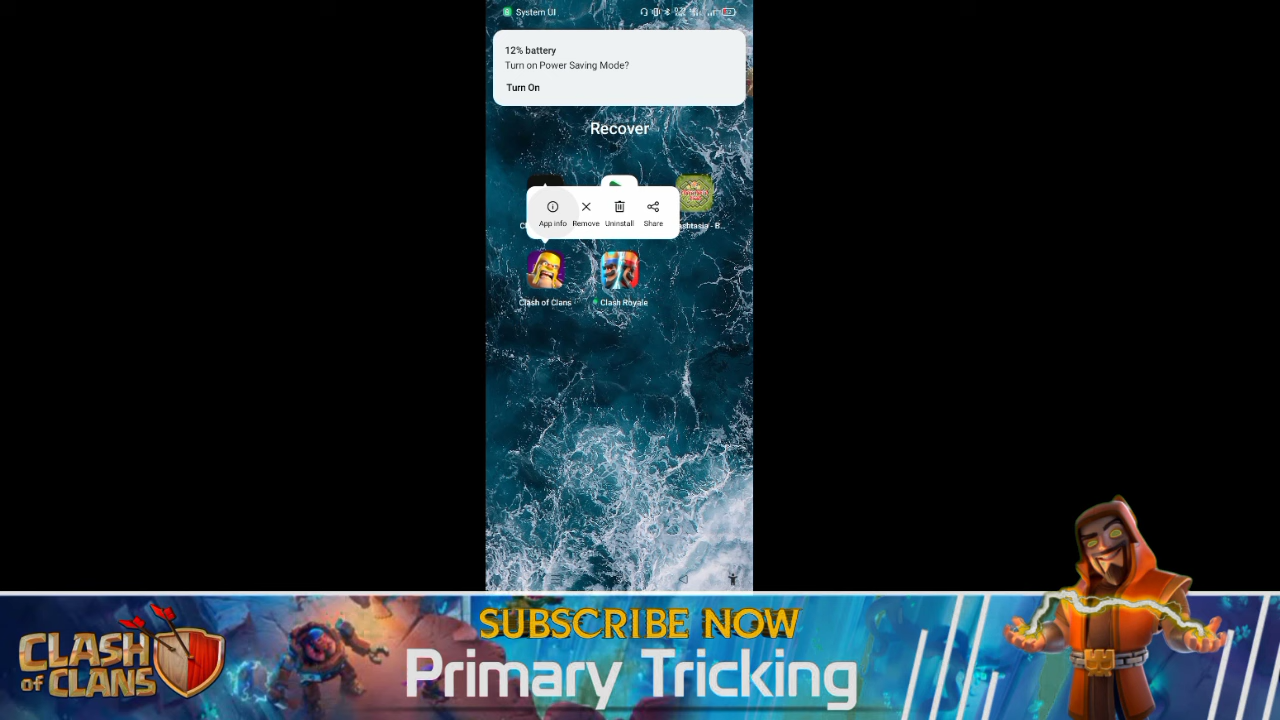 System UI
12% battery
Turn on Power Saving Mode?
Turn On
Recover
App info Remove Uninstall Share
Clash of Clans Clash Royale
SUBSCRIBE NOW
CLASH
OF CLANS
Primary Tricking